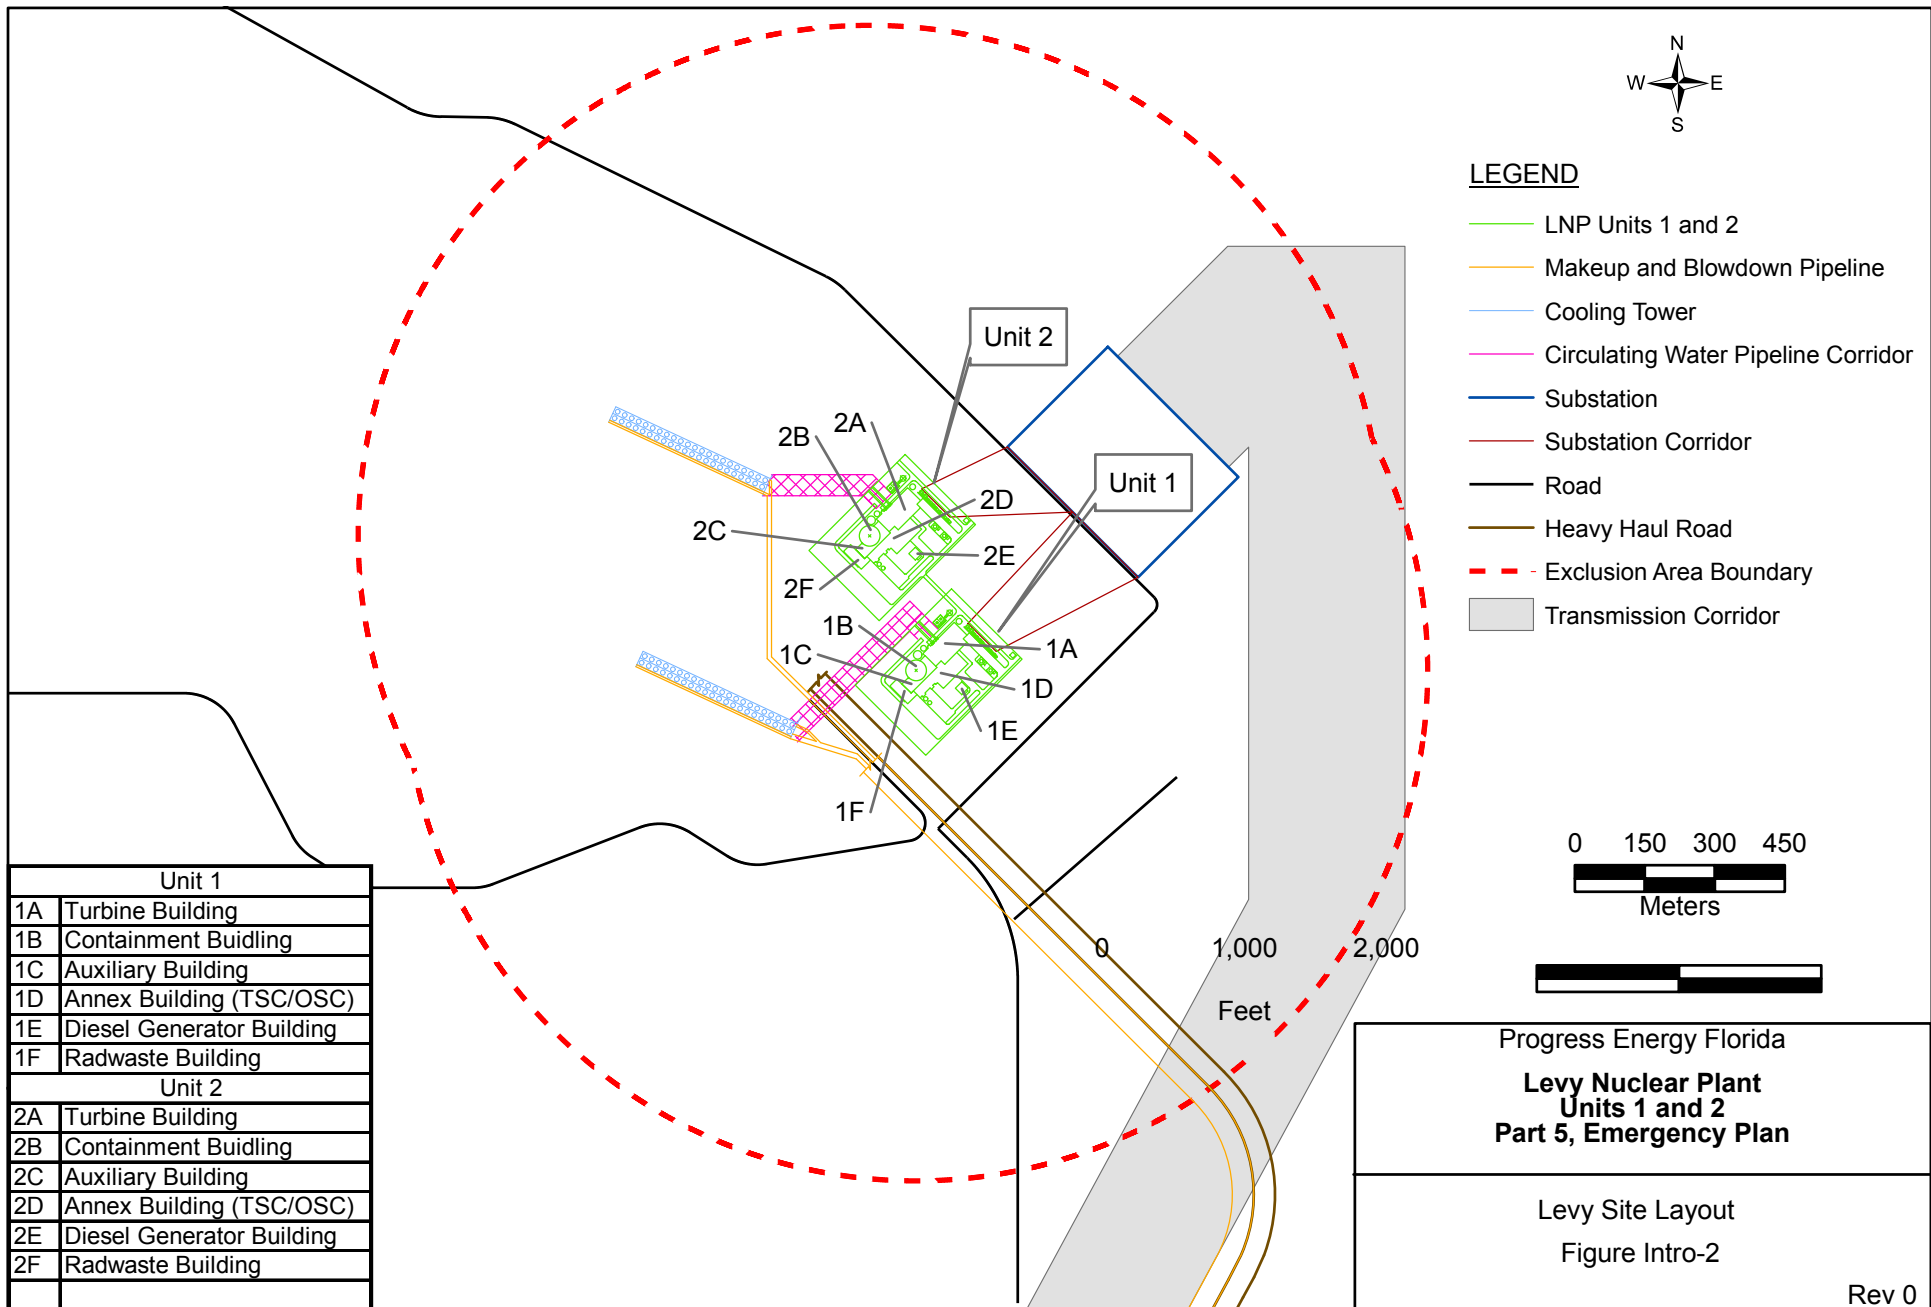 N
W E
S
LEGEND
LNP Units 1 and 2
Makeup and Blowdown Pipeline
Cooling Tower
Circulating Water Pipeline Corridor
Substation
Substation Corridor
Road
Heavy Haul Road
Exclusion Area Boundary
Transmission Corridor
Unit 2
Unit 1
2A
2B
2C
2D
2E
2F
1B
1C
1A
1D
1E
1F
0 150 300 450
Meters
0 1,000 2,000
Feet
Unit 1
1A Turbine Building
1B Containment Buidling
1C Auxiliary Building
1D Annex Building (TSC/OSC)
1E Diesel Generator Building
1F Radwaste Building
Unit 2
2A Turbine Building
2B Containment Buidling
2C Auxiliary Building
2D Annex Building (TSC/OSC)
2E Diesel Generator Building
2F Radwaste Building
Progress Energy Florida
Levy Nuclear Plant
Units 1 and 2
Part 5, Emergency Plan
Levy Site Layout
Figure Intro-2
Rev 0